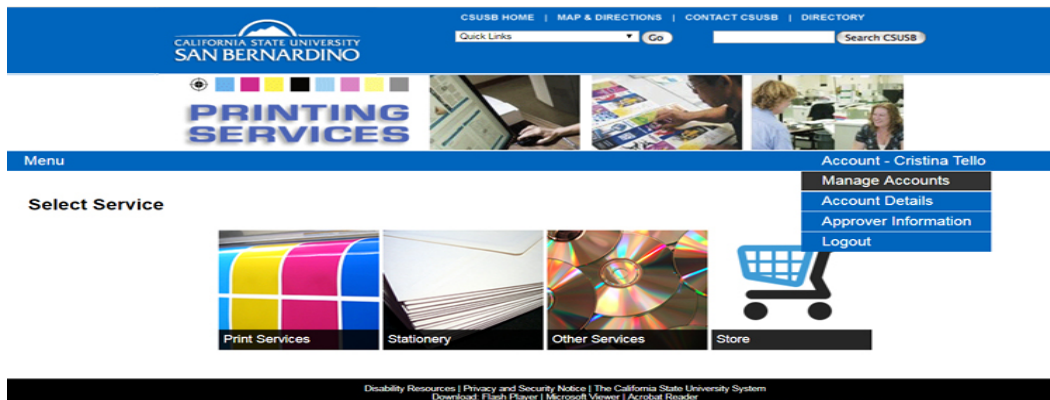 CSUSB HOME | MAP & DIRECTIONS | CONTACT CSUSB | DIRECTORY
CALIFORNIA STATE UNIVERSITY
SAN BERNARDINO
Quick Links
Go
Search CSUSB
PRINTING
SERVICES
Menu
Account - Cristina Tello
Manage Accounts
Account Details
Approver Information
Logout
Select Service
Print Services
Stationery
Other Services
Store
Disability Resources | Privacy and Security Notice | The California State University System
Download: Flash Player | Microsoft Viewer | Acrobat Reader